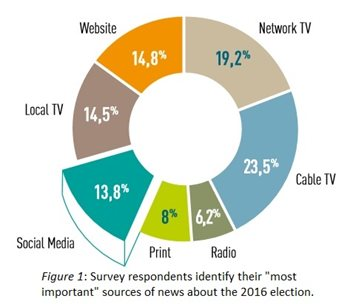 Website
Network TV
14,8%
19,2%
Local TV
14,5%
23,5%
Cable TV
13,8%
8%
6,2%
Social Media
Print
Radio
Figure 1: Survey respondents identify their "most
important" sources of news about the 2016 election.